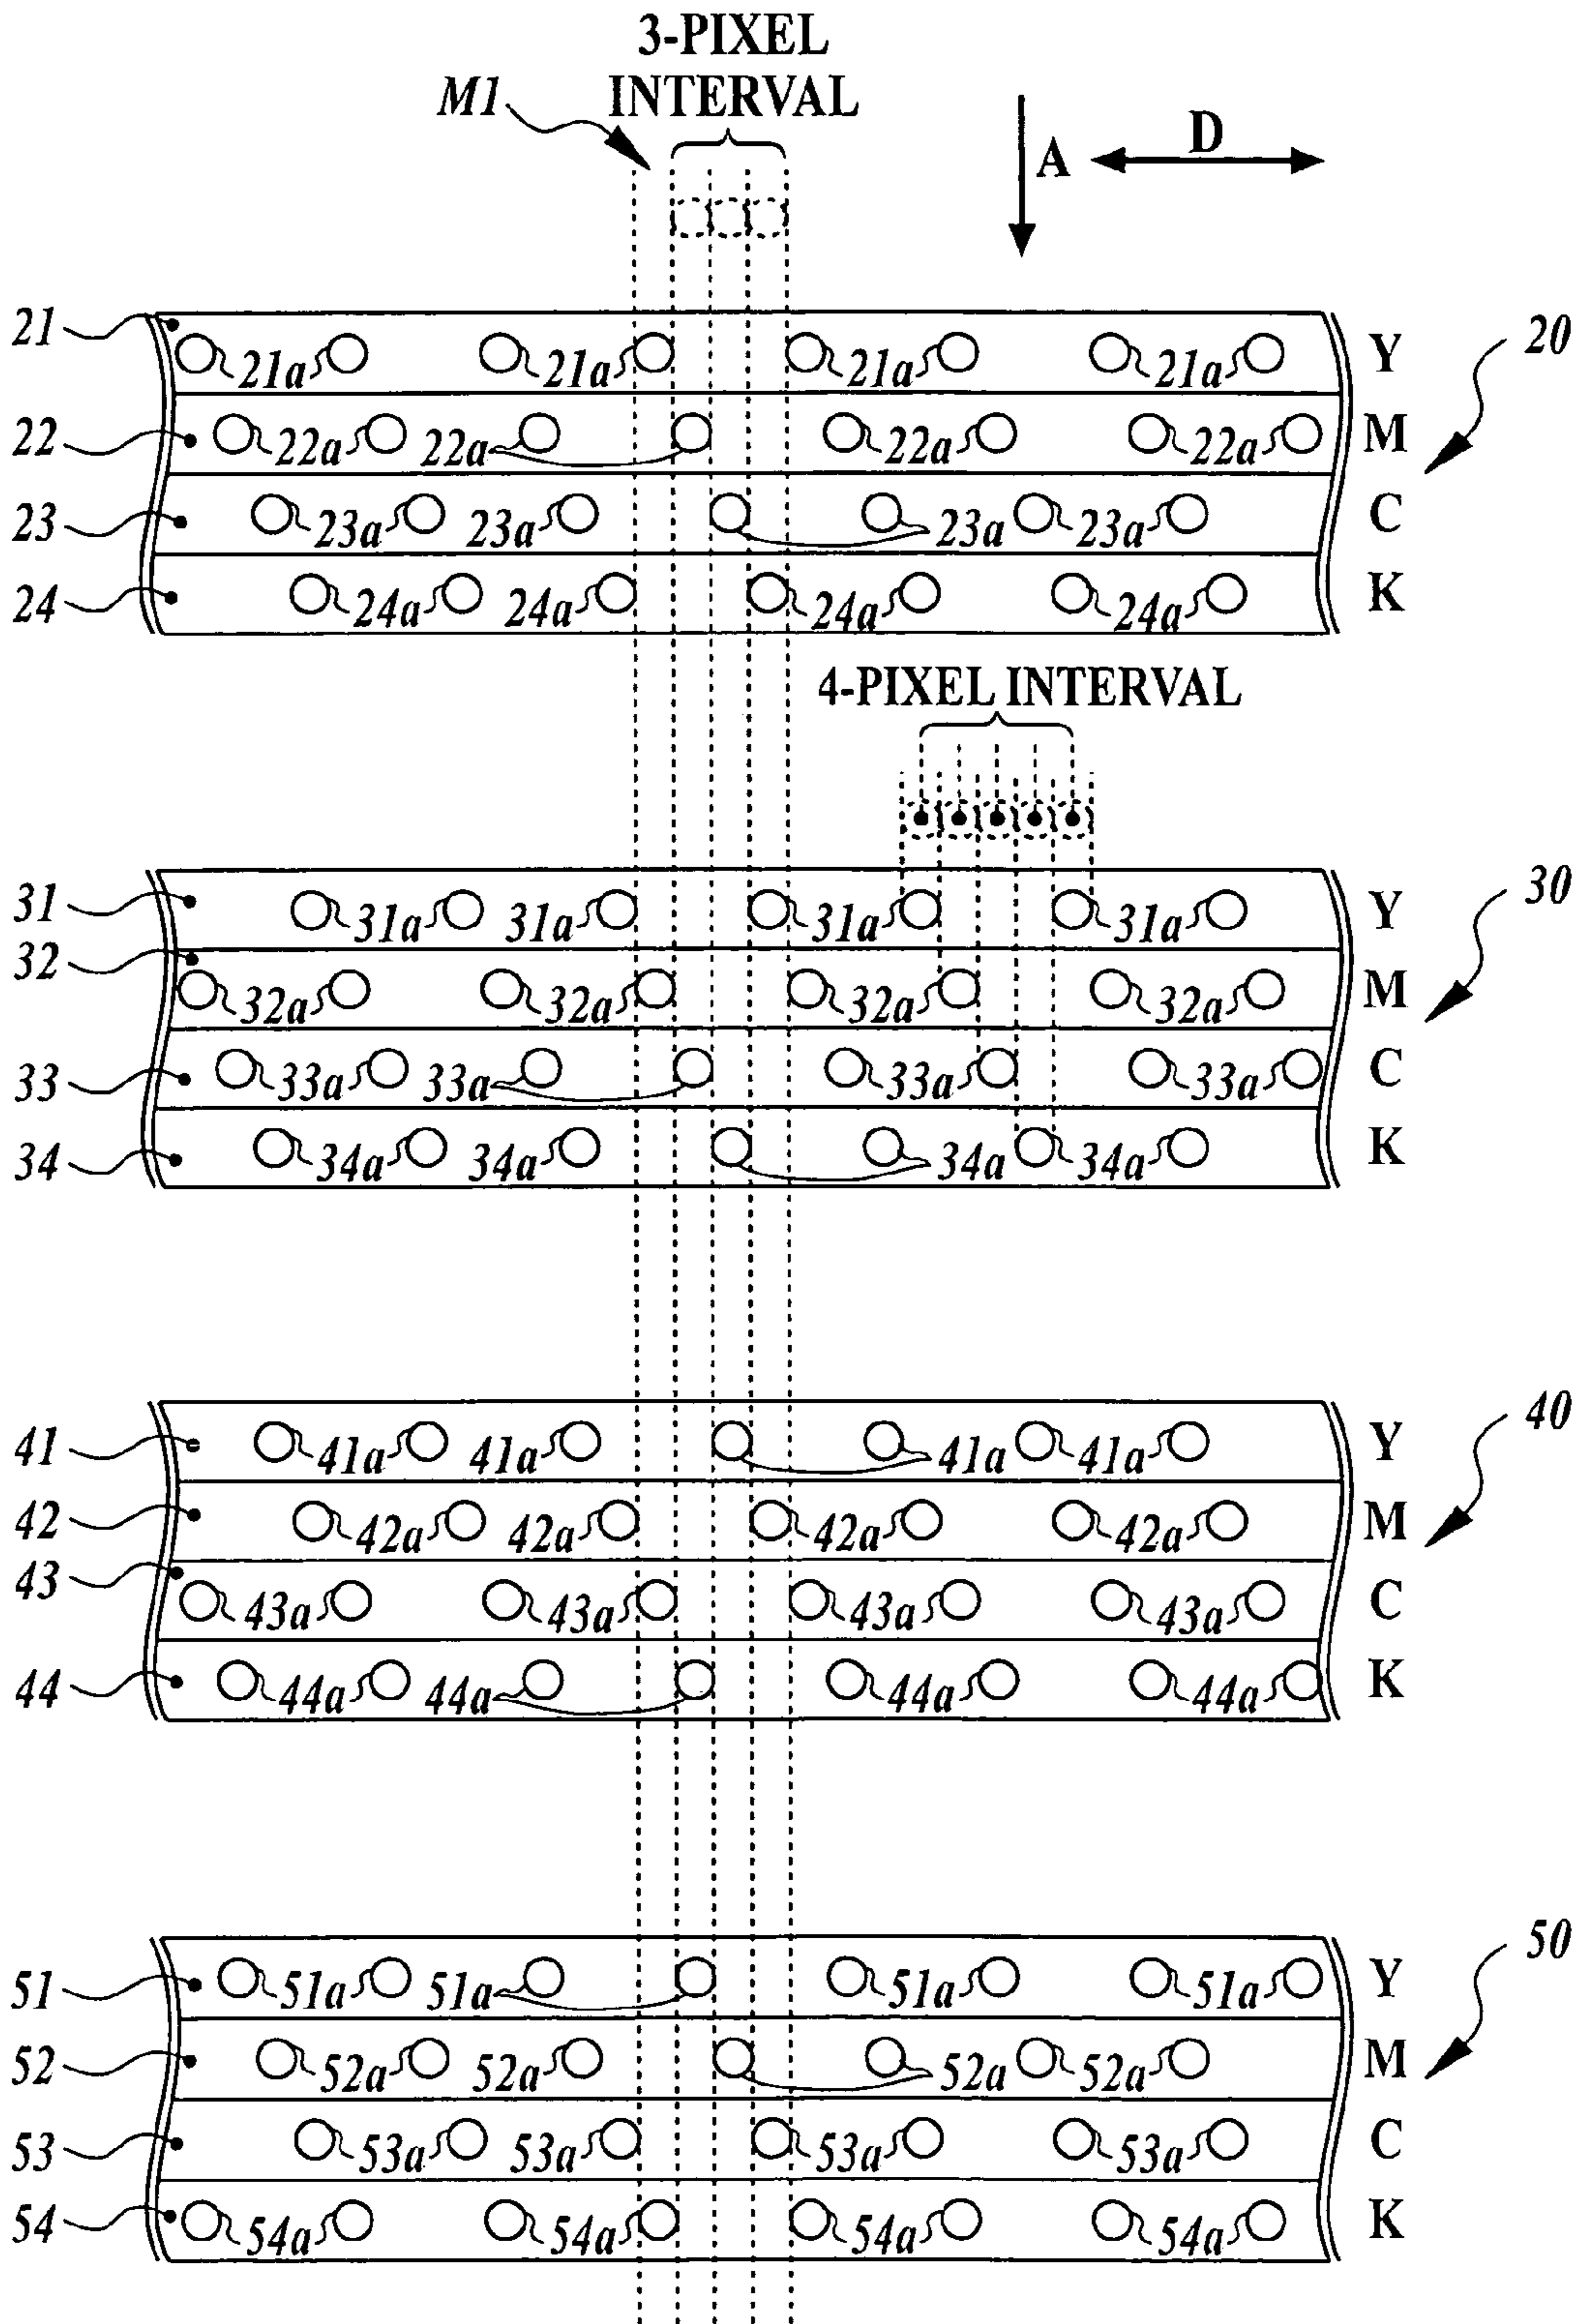 3-PIXEL
INTERVAL
M1
A
D
21
21a 21a 21a 21a
Y
20
22
22a 22a 22a 22a
M
23
23a 23a 23a 23a
C
24
24a 24a 24a 24a
K
4-PIXEL INTERVAL
31
31a 31a 31a 31a
Y
30
32
32a 32a 32a 32a
M
33
33a 33a 33a 33a
C
34
34a 34a 34a 34a
K
41
41a 41a 41a 41a
Y
40
42
42a 42a 42a 42a
M
43
43a 43a 43a 43a
C
44
44a 44a 44a 44a
K
51
51a 51a 51a 51a
Y
50
52
52a 52a 52a 52a
M
53
53a 53a 53a 53a
C
54
54a 54a 54a 54a
K